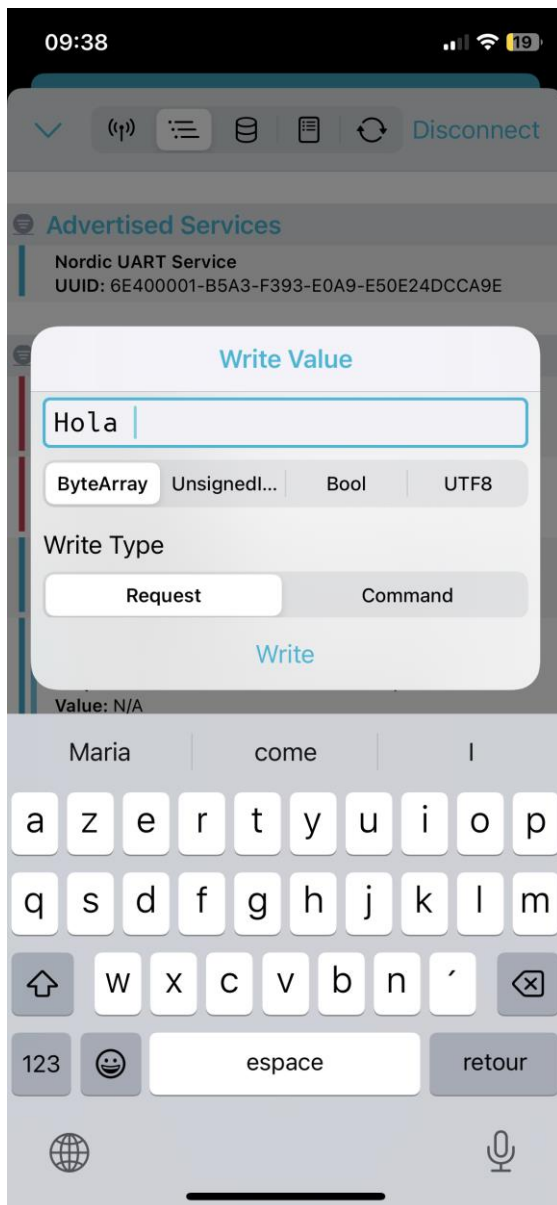 09:38
19
Disconnect
Advertised Services
Nordic UART Service
UUID: 6E400001-B5A3-F393-E0A9-E50E24DCCA9E
Write Value
Hola
ByteArray UnsignedI... Bool UTF8
Write Type
Request Command
Write
Value: N/A
Maria come I
a z e r t y u i o p
q s d f g h j k l m
w x c v b n ´
123 espace retour